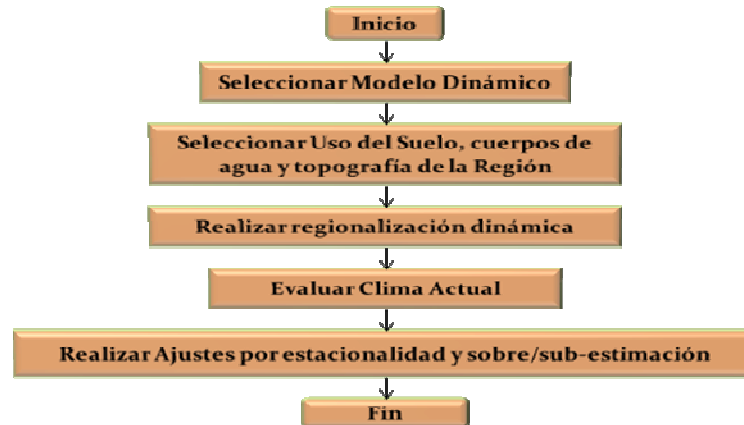 Inicio
Seleccionar Modelo Dinámico
Seleccionar Uso del Suelo, cuerpos de
agua y topografía de la Región
Realizar regionalización dinámica
Evaluar Clima Actual
Realizar Ajustes por estacionalidad y sobre/sub-estimación
Fin